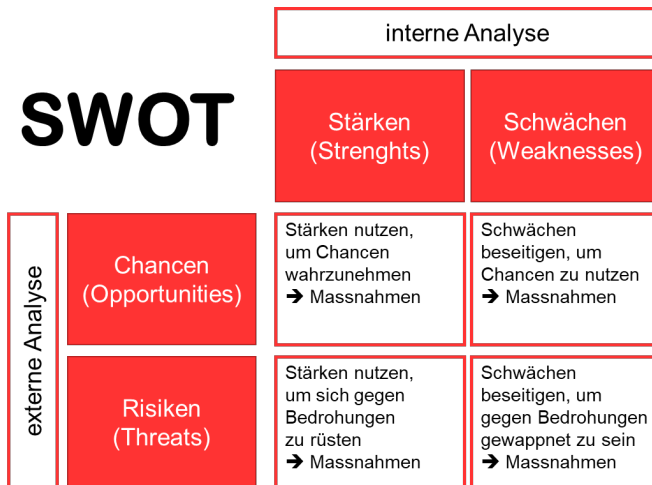 interne Analyse
SWOT
Stärken
(Strenghts)
Schwächen
(Weaknesses)
externe Analyse
Chancen
(Opportunities)
Stärken nutzen,
um Chancen
wahrzunehmen
➔ Massnahmen
Schwächen
beseitigen, um
Chancen zu nutzen
➔ Massnahmen
Risiken
(Threats)
Stärken nutzen,
um sich gegen
Bedrohungen
zu rüsten
➔ Massnahmen
Schwächen
beseitigen, um
gegen Bedrohungen
gewappnet zu sein
➔ Massnahmen